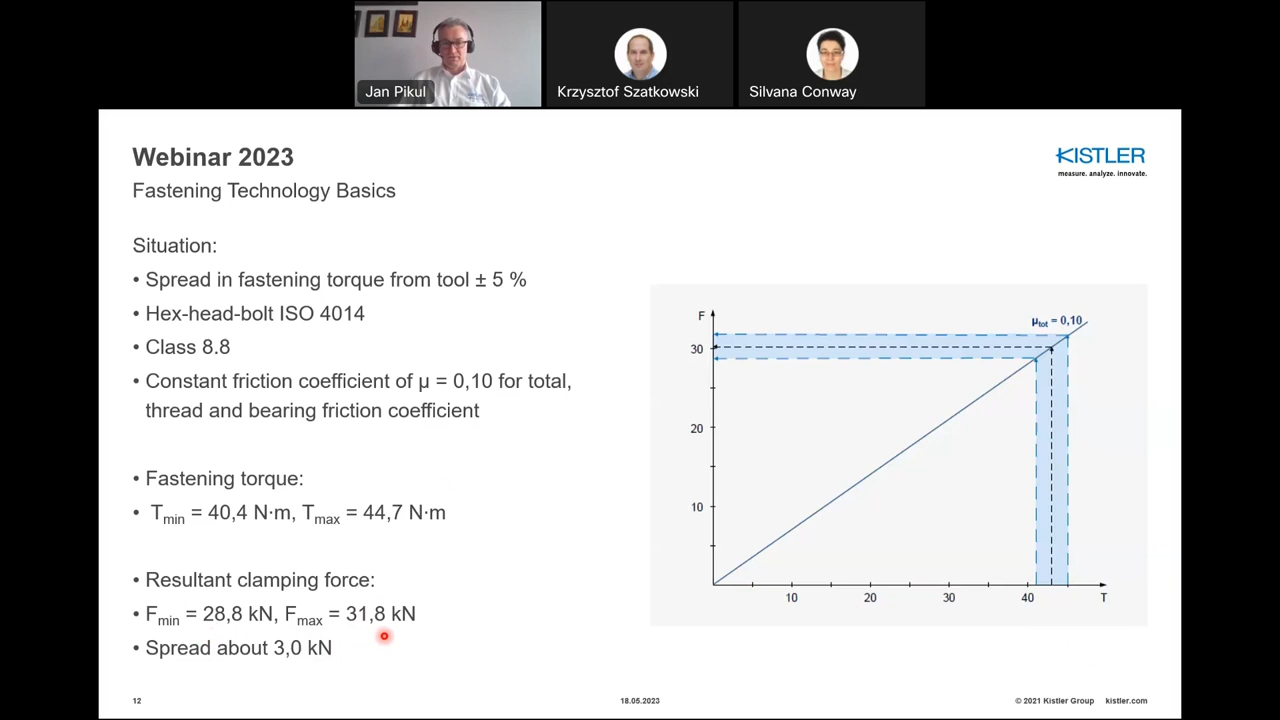 Jan Pikul
Krzysztof Szatkowski
Silvana Conway
Webinar 2023
Fastening Technology Basics
KISTLER
measure. analyze. innovate.
Situation:
• Spread in fastening torque from tool ± 5 %
• Hex-head-bolt ISO 4014
• Class 8.8
• Constant friction coefficient of μ = 0,10 for total,
thread and bearing friction coefficient
• Fastening torque:
• Tmin = 40,4 N·m, Tmax = 44,7 N·m
• Resultant clamping force:
• Fmin = 28,8 kN, Fmax = 31,8 kN
• Spread about 3,0 kN
F
μtot = 0,10
30
20
10
10 20 30 40 T
12
18.05.2023
© 2021 Kistler Group kistler.com